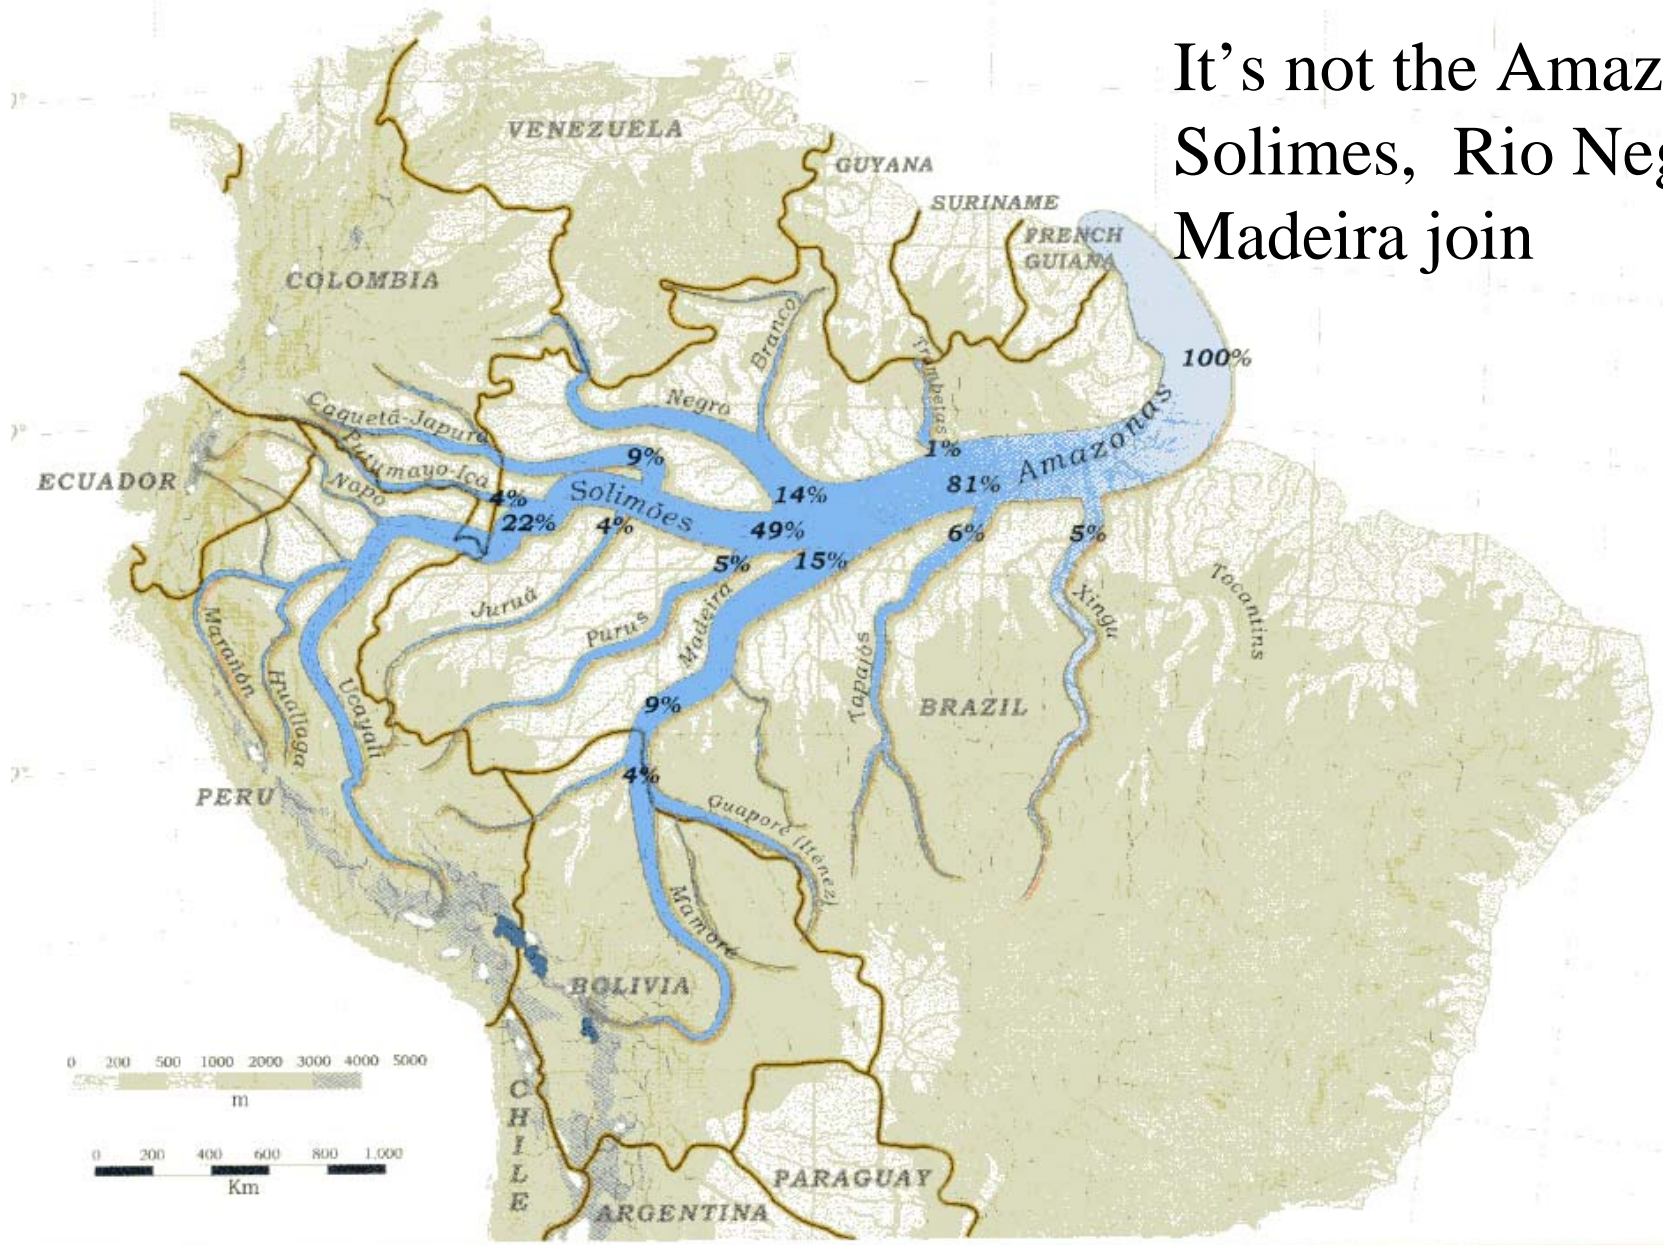 It's not the Amaz
Solimes, Rio Neg
Madeira join
VENEZUELA
GUYANA
SURINAME
FRENCH
GUIANA
COLOMBIA
Branco
Trombetas
100%
Negro
Caquetá-Japurá
Putumayo-Içá
Napo
ECUADOR
9%
1%
Amazonas
81%
4%
Solimões
14%
22%
4%
49%
6%
5%
5%
15%
Juruá
Purus
Madeira
Tapajós
Xingu
Tocantins
Marañón
Huallaga
Ucayali
9%
BRAZIL
4%
PERU
Guaporé (Iténez)
Mamoré
BOLIVIA
0 200 500 1000 2000 3000 4000 5000
m
CHILE
0 200 400 600 800 1.000
Km
PARAGUAY
ARGENTINA